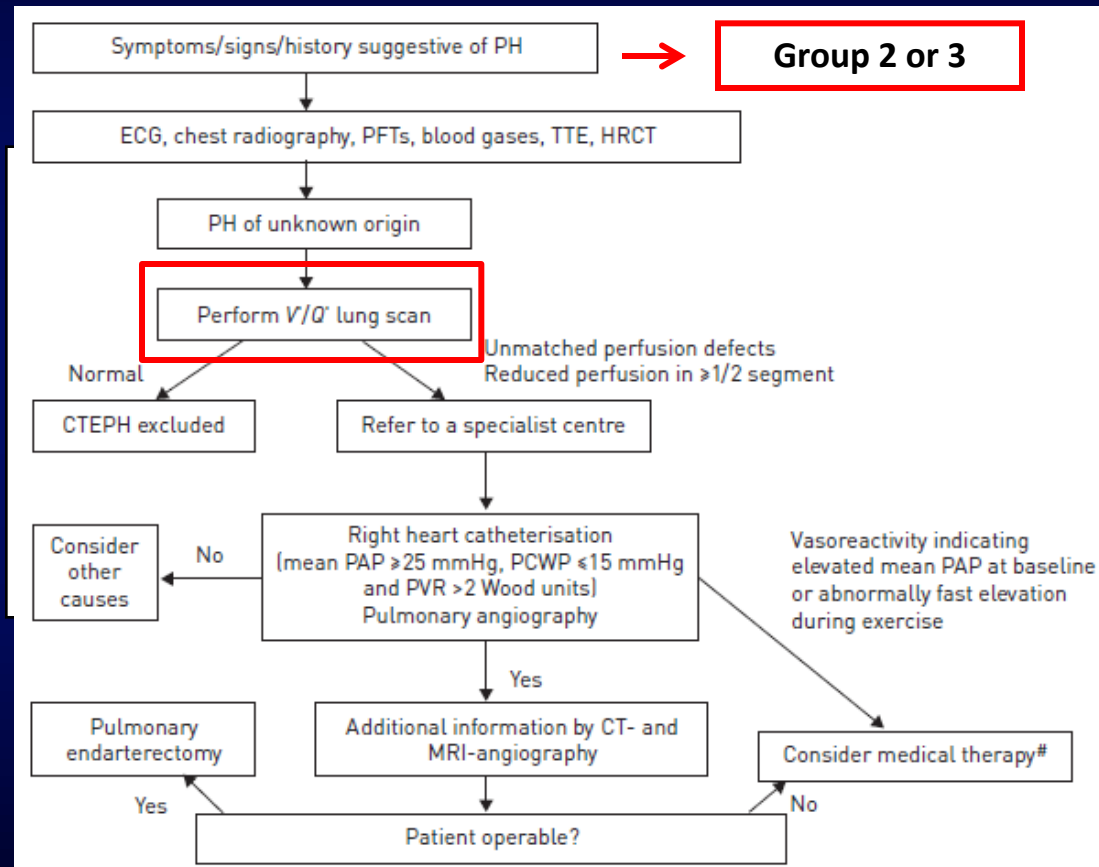 Symptoms/signs/history suggestive of PH
Group 2 or 3
ECG, chest radiography, PFTs, blood gases, TTE, HRCT
PH of unknown origin
Perform V'/Q' lung scan
Unmatched perfusion defects
Reduced perfusion in ≥1/2 segment
Normal
CTEPH excluded
Refer to a specialist centre
Consider
other
causes
No
Right heart catheterisation
(mean PAP ≥25 mmHg, PCWP ≤15 mmHg
and PVR >2 Wood units)
Pulmonary angiography
Vasoreactivity indicating
elevated mean PAP at baseline
or abnormally fast elevation
during exercise
Yes
Pulmonary
endarterectomy
Additional information by CT- and
MRI-angiography
Consider medical therapy#
Yes
No
Patient operable?